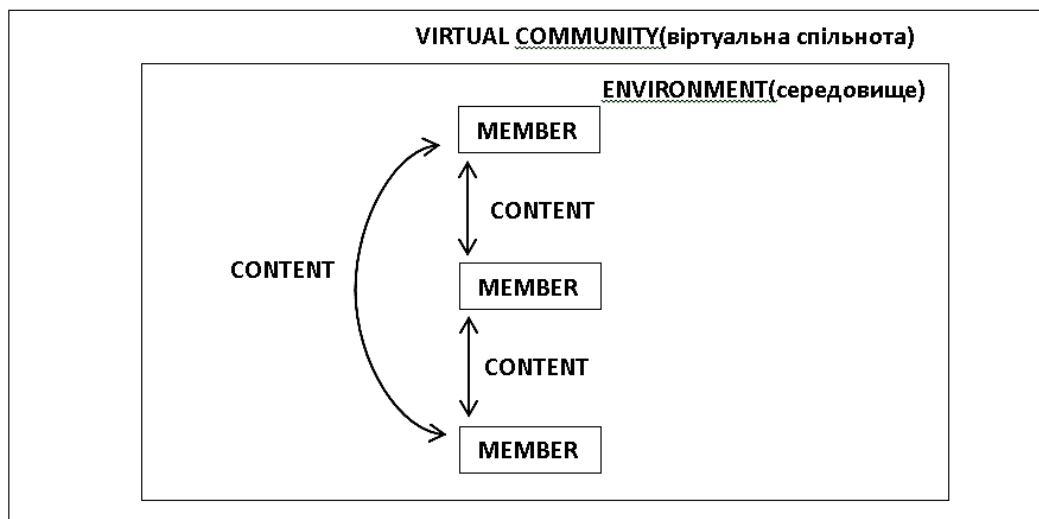 VIRTUAL COMMUNITY(віртуальна спільнота)
ENVIRONMENT(середовище)
MEMBER
CONTENT
CONTENT
MEMBER
CONTENT
MEMBER